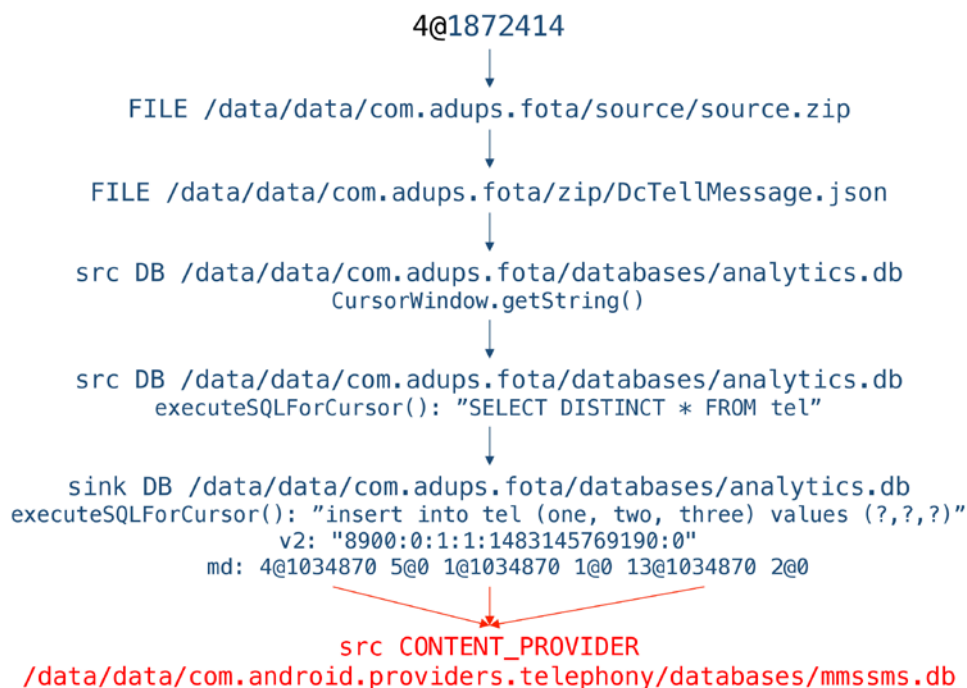 4@1872414
FILE /data/data/com.adups.fota/source/source.zip
FILE /data/data/com.adups.fota/zip/DcTellMessage.json
src DB /data/data/com.adups.fota/databases/analytics.db
CursorWindow.getString()
src DB /data/data/com.adups.fota/databases/analytics.db
executeSQLForCursor(): ”SELECT DISTINCT * FROM tel”
sink DB /data/data/com.adups.fota/databases/analytics.db
executeSQLForCursor(): ”insert into tel (one, two, three) values (?,?,?)”
v2: "8900:0:1:1:1483145769190:0"
md: 4@1034870 5@0 1@1034870 1@0 13@1034870 2@0
src CONTENT_PROVIDER
/data/data/com.android.providers.telephony/databases/mmssms.db